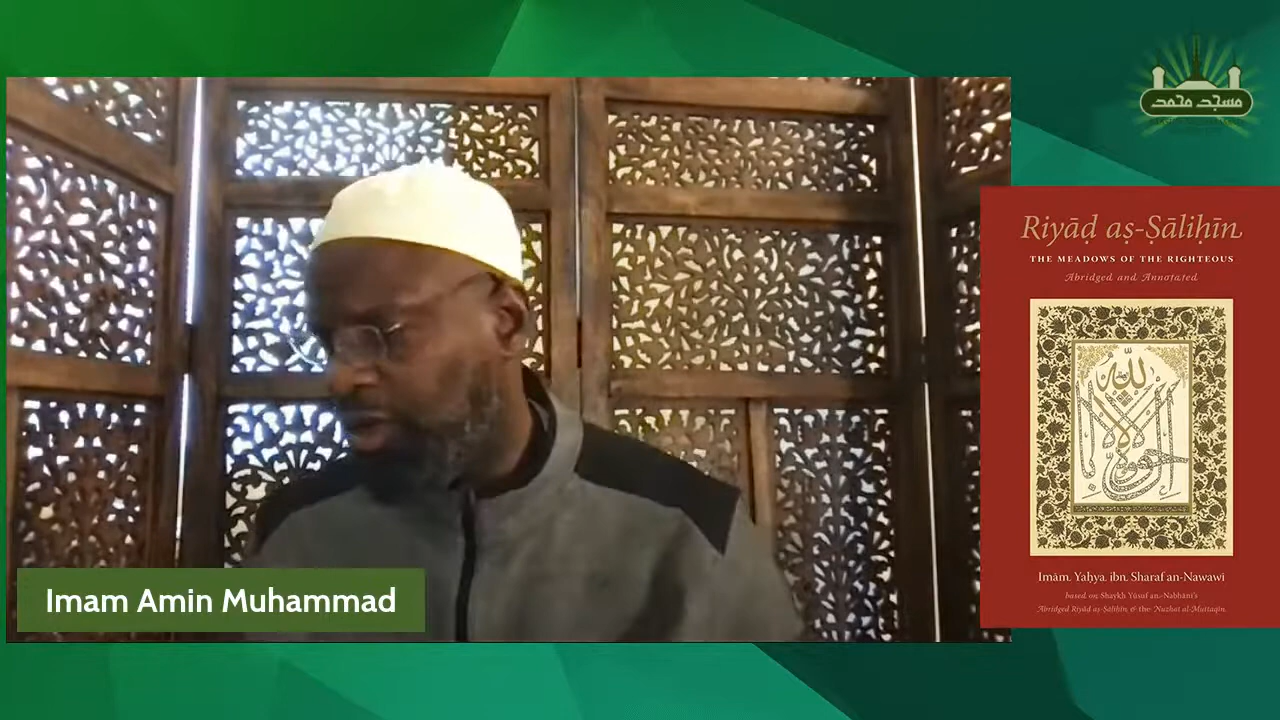 مسجد محمد
Riyāḍ aṣ-Ṣāliḥīn
THE MEADOWS OF THE RIGHTEOUS
Abridged and Annotated
Imām. Yaḥya. ibn. Sharaf an-Nawawī
based on Shaykh Yūsuf an-Nabhānī's
Abridged Riyāḍ aṣ-Ṣāliḥīn & the Nuzhat al-Muttaqīn.
Imam Amin Muhammad